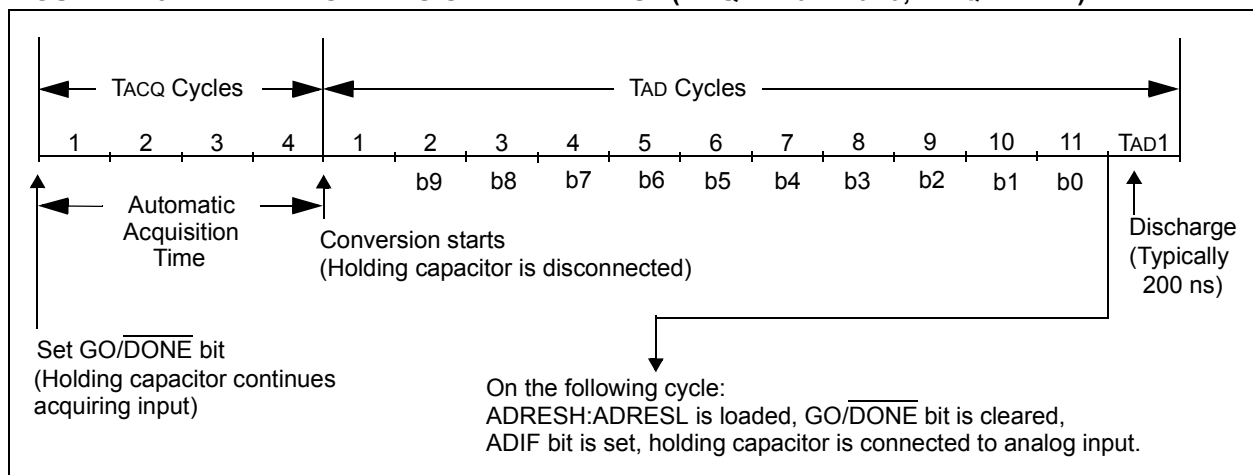 TACQ Cycles
TAD Cycles
1 2 3 4 1 2 3 4 5 6 7 8 9 10 11 TAD1
b9 b8 b7 b6 b5 b4 b3 b2 b1 b0
Automatic
Acquisition
Time
Conversion starts
(Holding capacitor is disconnected)
Discharge
(Typically
200 ns)
Set GO/DONE bit
(Holding capacitor continues
acquiring input)
On the following cycle:
ADRESH:ADRESL is loaded, GO/DONE bit is cleared,
ADIF bit is set, holding capacitor is connected to analog input.